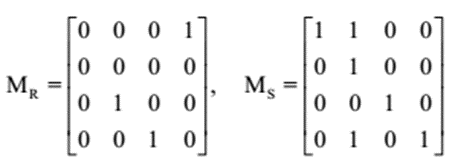 M_R = [0 0 0 1], M_S = [1 1 0 0]
[0 0 0 0] [0 1 0 0]
[0 1 0 0] [0 0 1 0]
[0 0 1 0] [0 1 0 1]